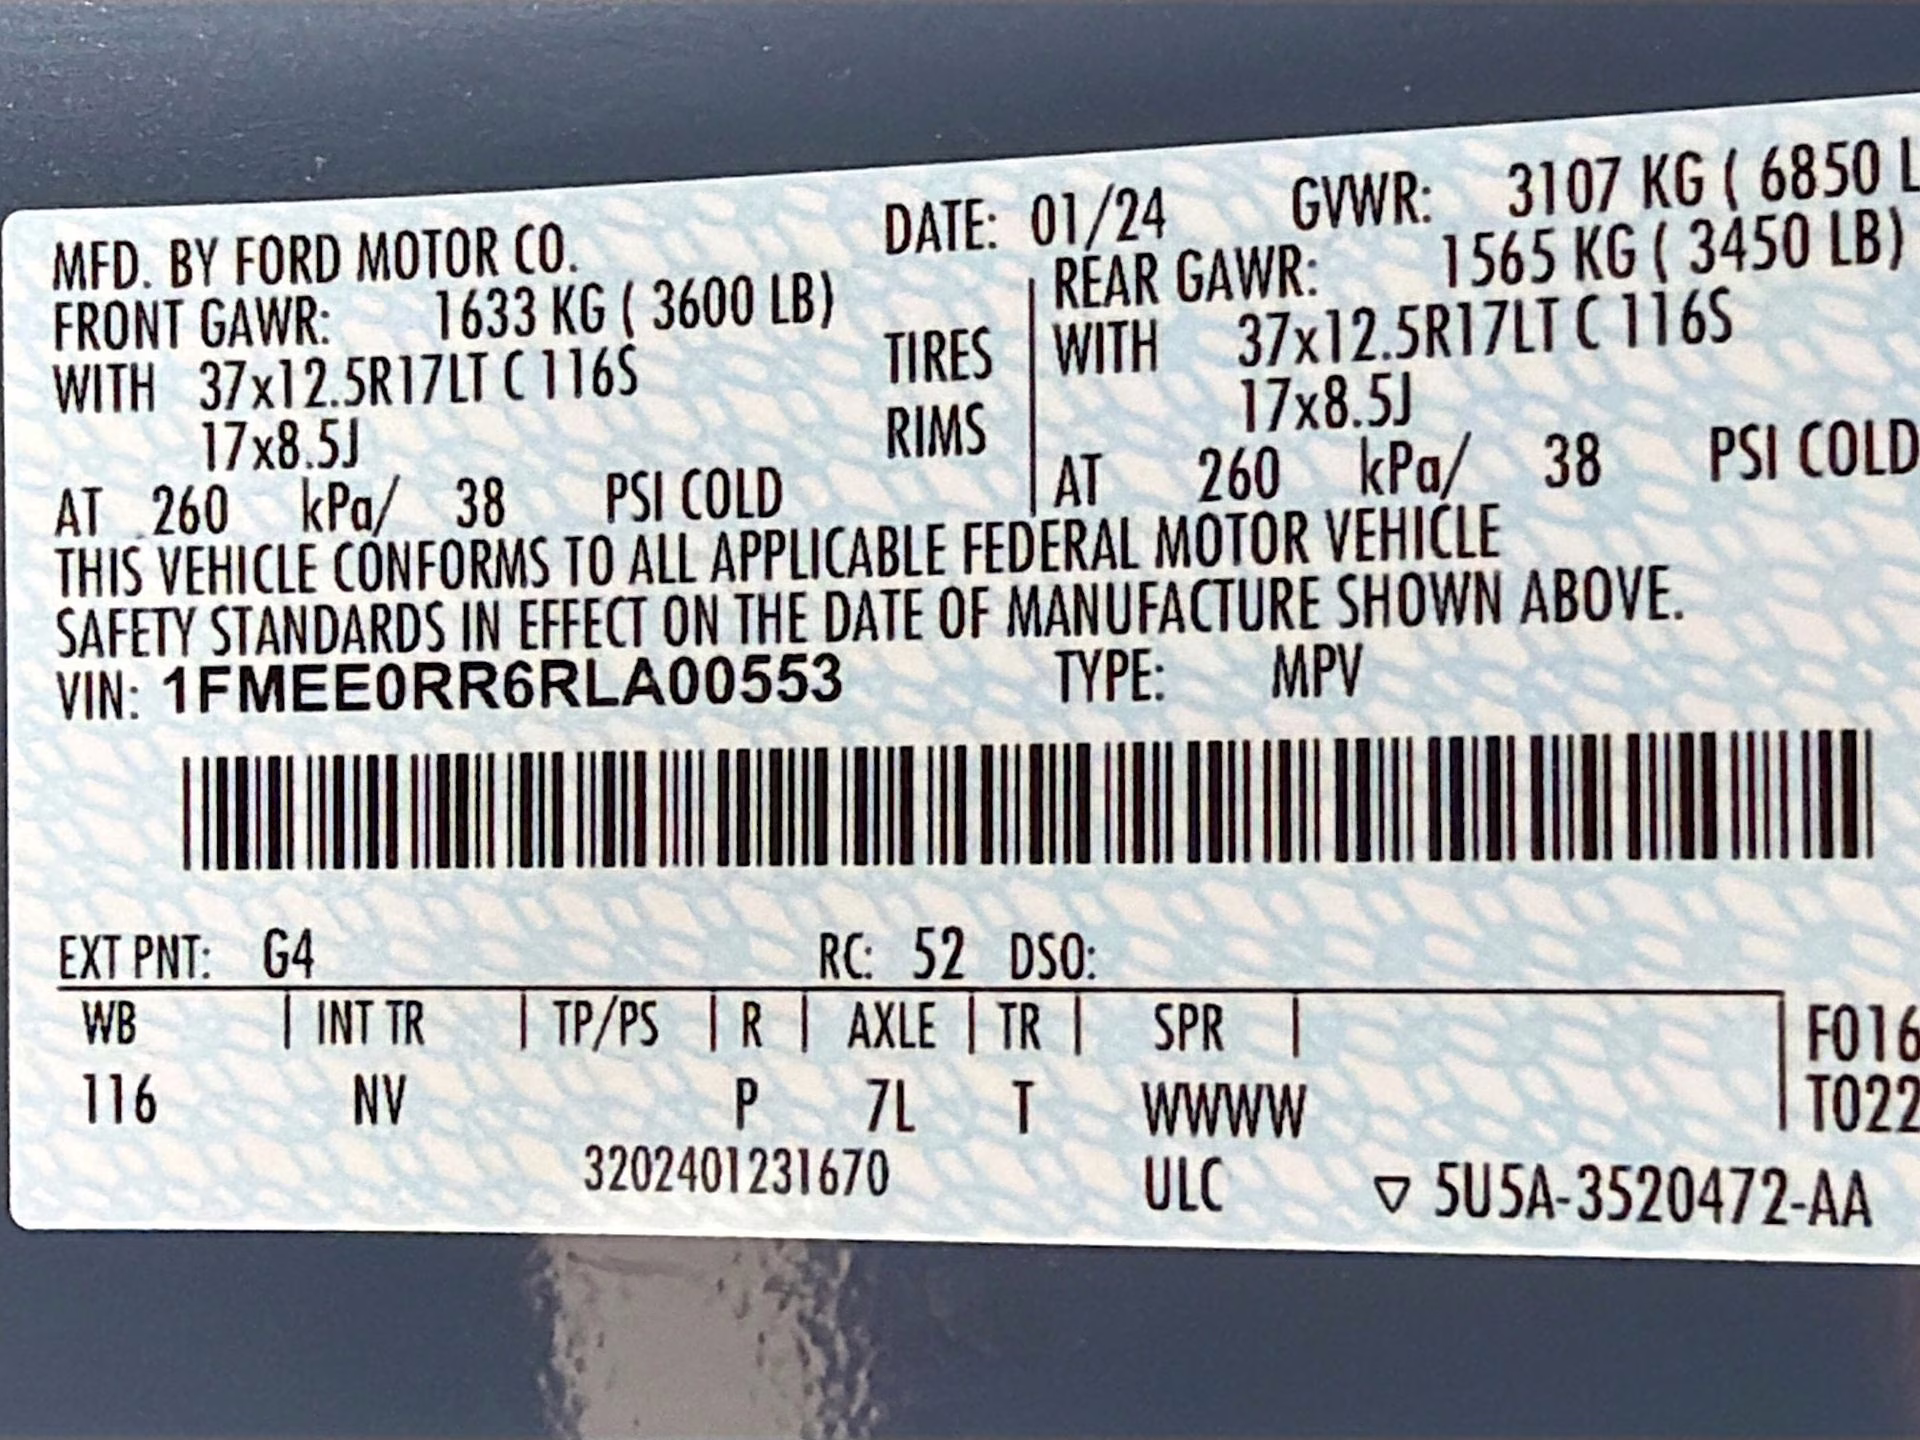 MFD. BY FORD MOTOR CO. DATE: 01/24 GVWR: 3107 KG ( 6850 L
FRONT GAWR: 1633 KG ( 3600 LB) REAR GAWR: 1565 KG ( 3450 LB)
WITH 37x12.5R17LT C 116S TIRES WITH 37x12.5R17LT C 116S
17x8.5J RIMS 17x8.5J
AT 260 kPa/ 38 PSI COLD AT 260 kPa/ 38 PSI COLD
THIS VEHICLE CONFORMS TO ALL APPLICABLE FEDERAL MOTOR VEHICLE
SAFETY STANDARDS IN EFFECT ON THE DATE OF MANUFACTURE SHOWN ABOVE.
VIN: 1FMEE0RR6RLA00553 TYPE: MPV
EXT PNT: G4 RC: 52 DSO:
WB | INT TR | TP/PS | R | AXLE | TR | SPR | F016
116 NV P 7L T WWWW T022
3202401231670 ULC ▽ 5U5A-3520472-AA